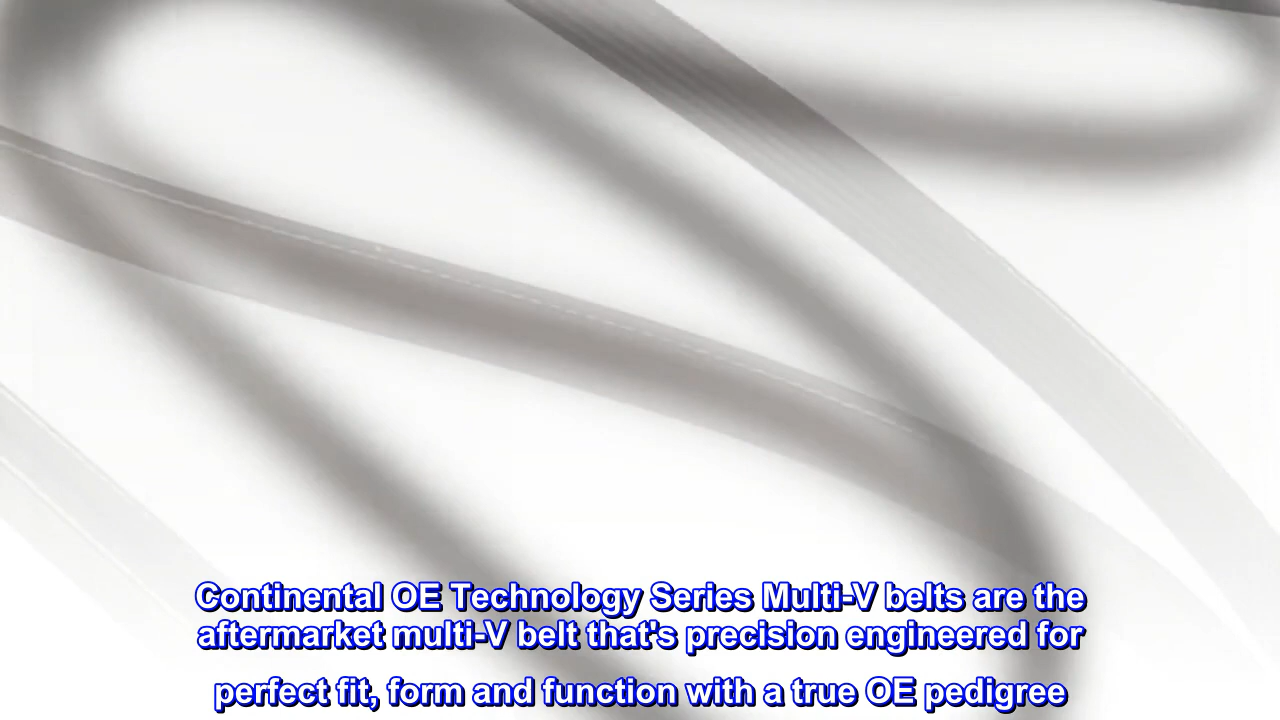 Continental OE Technology Series Multi-V belts are the
aftermarket multi-V belt that's precision engineered for
perfect fit, form and function with a true OE pedigree